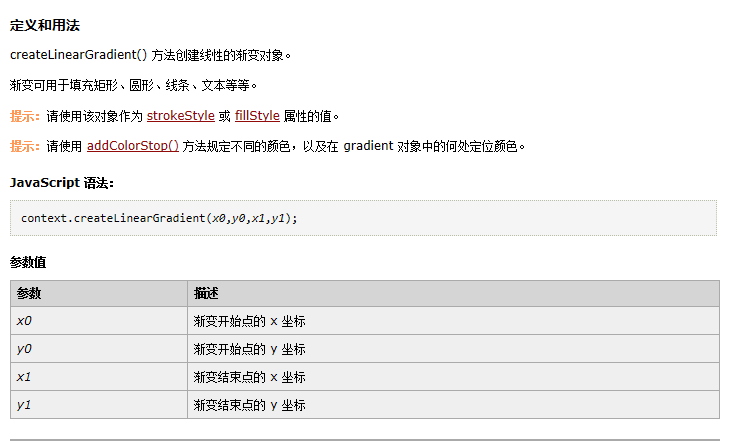 定义和用法
createLinearGradient() 方法创建线性的渐变对象。
渐变可用于填充矩形、圆形、线条、文本等等。
提示：请使用该对象作为 strokeStyle 或 fillStyle 属性的值。
提示：请使用 addColorStop() 方法规定不同的颜色，以及在 gradient 对象中的何处定位颜色。
JavaScript 语法：
context.createLinearGradient(x0,y0,x1,y1);
参数值
参数 描述
x0 渐变开始点的 x 坐标
y0 渐变开始点的 y 坐标
x1 渐变结束点的 x 坐标
y1 渐变结束点的 y 坐标